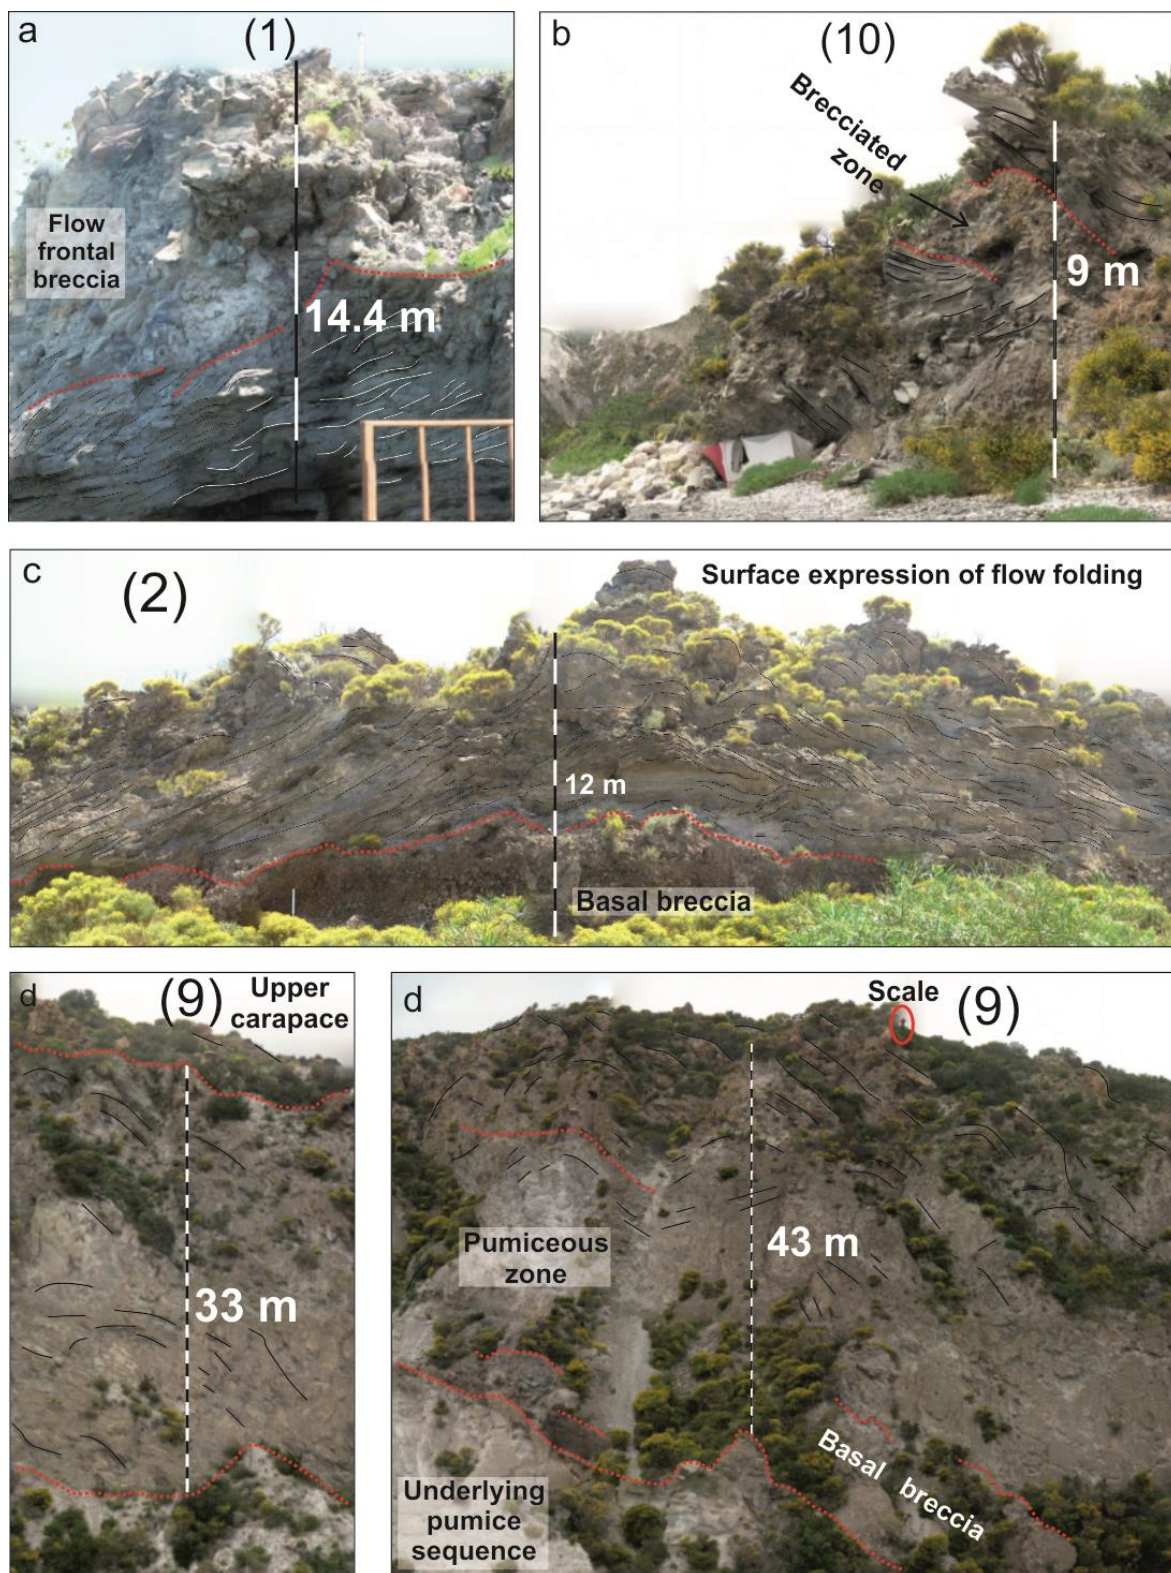 a
(1)
Flow
frontal
breccia
14.4 m
b
(10)
Brecciated
zone
9 m
c
(2)
Surface expression of flow folding
12 m
Basal breccia
d
(9)
Upper
carapace
33 m
d
Scale
(9)
Pumiceous
zone
43 m
Basal breccia
Underlying
pumice
sequence